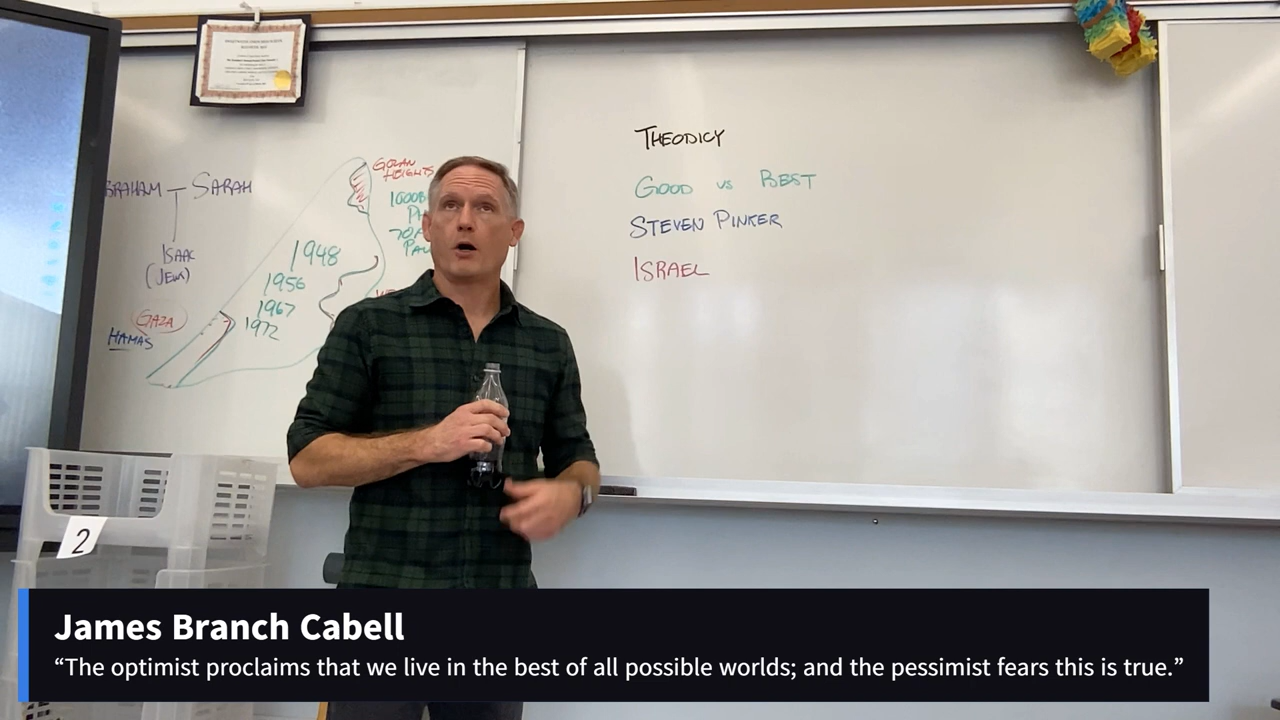 THEODICY
GOOD vs BEST
STEVEN PINKER
ISRAEL
SARAH
ISAAC
(JEWS)
GOLAN
HEIGHTS
1948
1956
1967
1972
GAZA
HAMAS
2
James Branch Cabell
“The optimist proclaims that we live in the best of all possible worlds; and the pessimist fears this is true.”